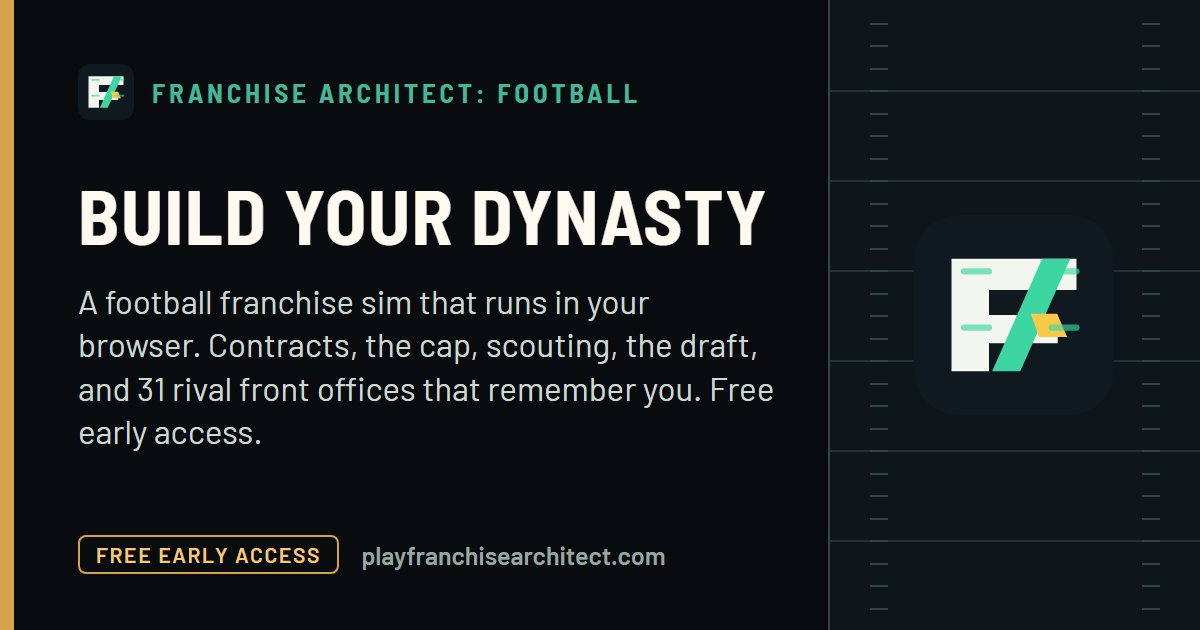 FRANCHISE ARCHITECT: FOOTBALL
BUILD YOUR DYNASTY
A football franchise sim that runs in your
browser. Contracts, the cap, scouting, the draft,
and 31 rival front offices that remember you. Free
early access.
FREE EARLY ACCESS
playfranchisearchitect.com